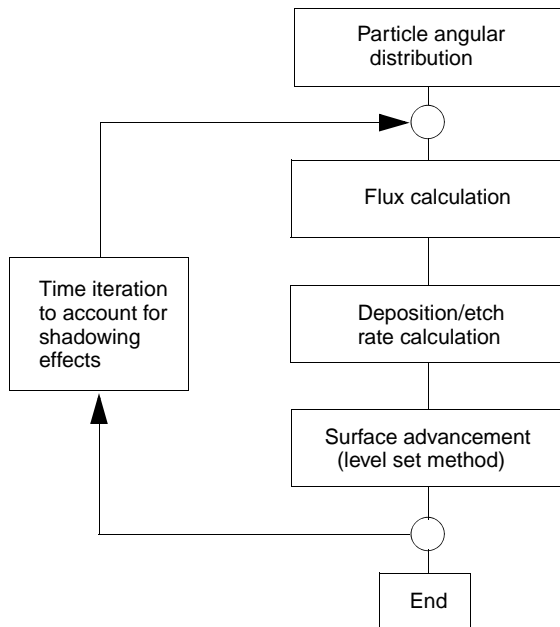 Particle angular
distribution
Flux calculation
Time iteration
to account for
shadowing
effects
Deposition/etch
rate calculation
Surface advancement
(level set method)
End